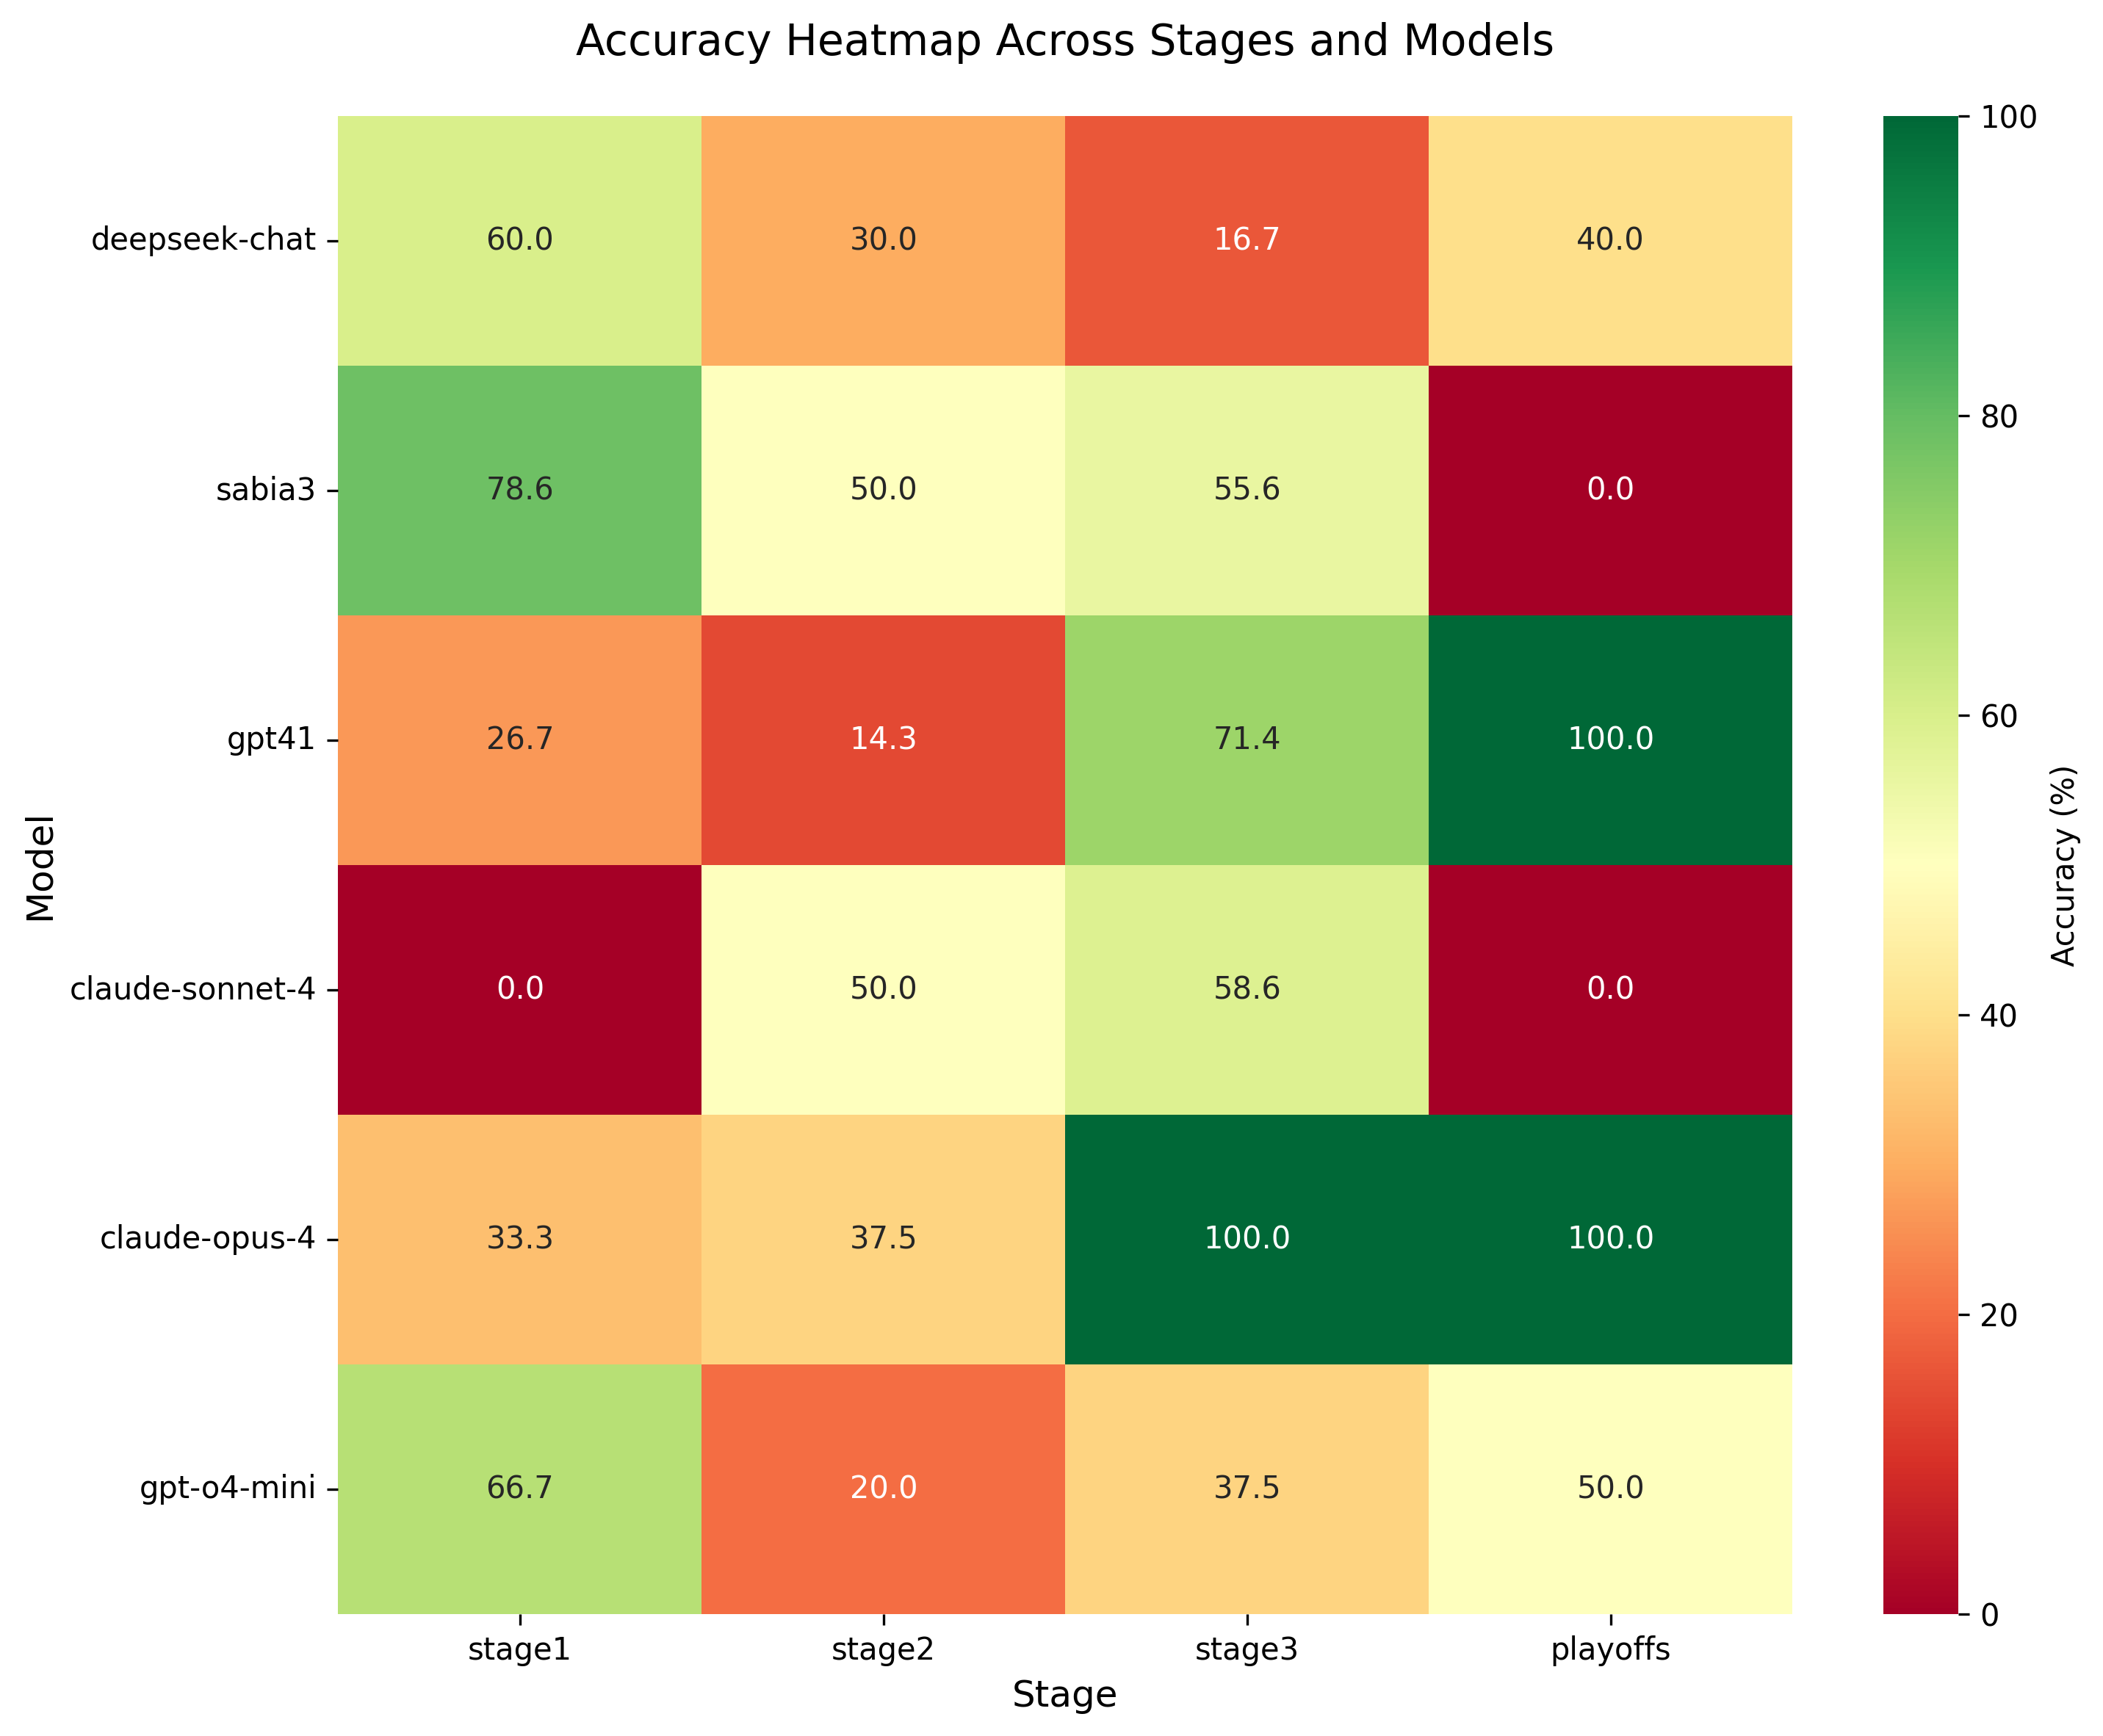 Accuracy Heatmap Across Stages and Models
deepseek-chat 60.0 30.0 16.7 40.0
sabia3 78.6 50.0 55.6 0.0
gpt41 26.7 14.3 71.4 100.0
claude-sonnet-4 0.0 50.0 58.6 0.0
claude-opus-4 33.3 37.5 100.0 100.0
gpt-o4-mini 66.7 20.0 37.5 50.0
stage1 stage2 stage3 playoffs
Stage
Model
100
80
60
40
20
0
Accuracy (%)